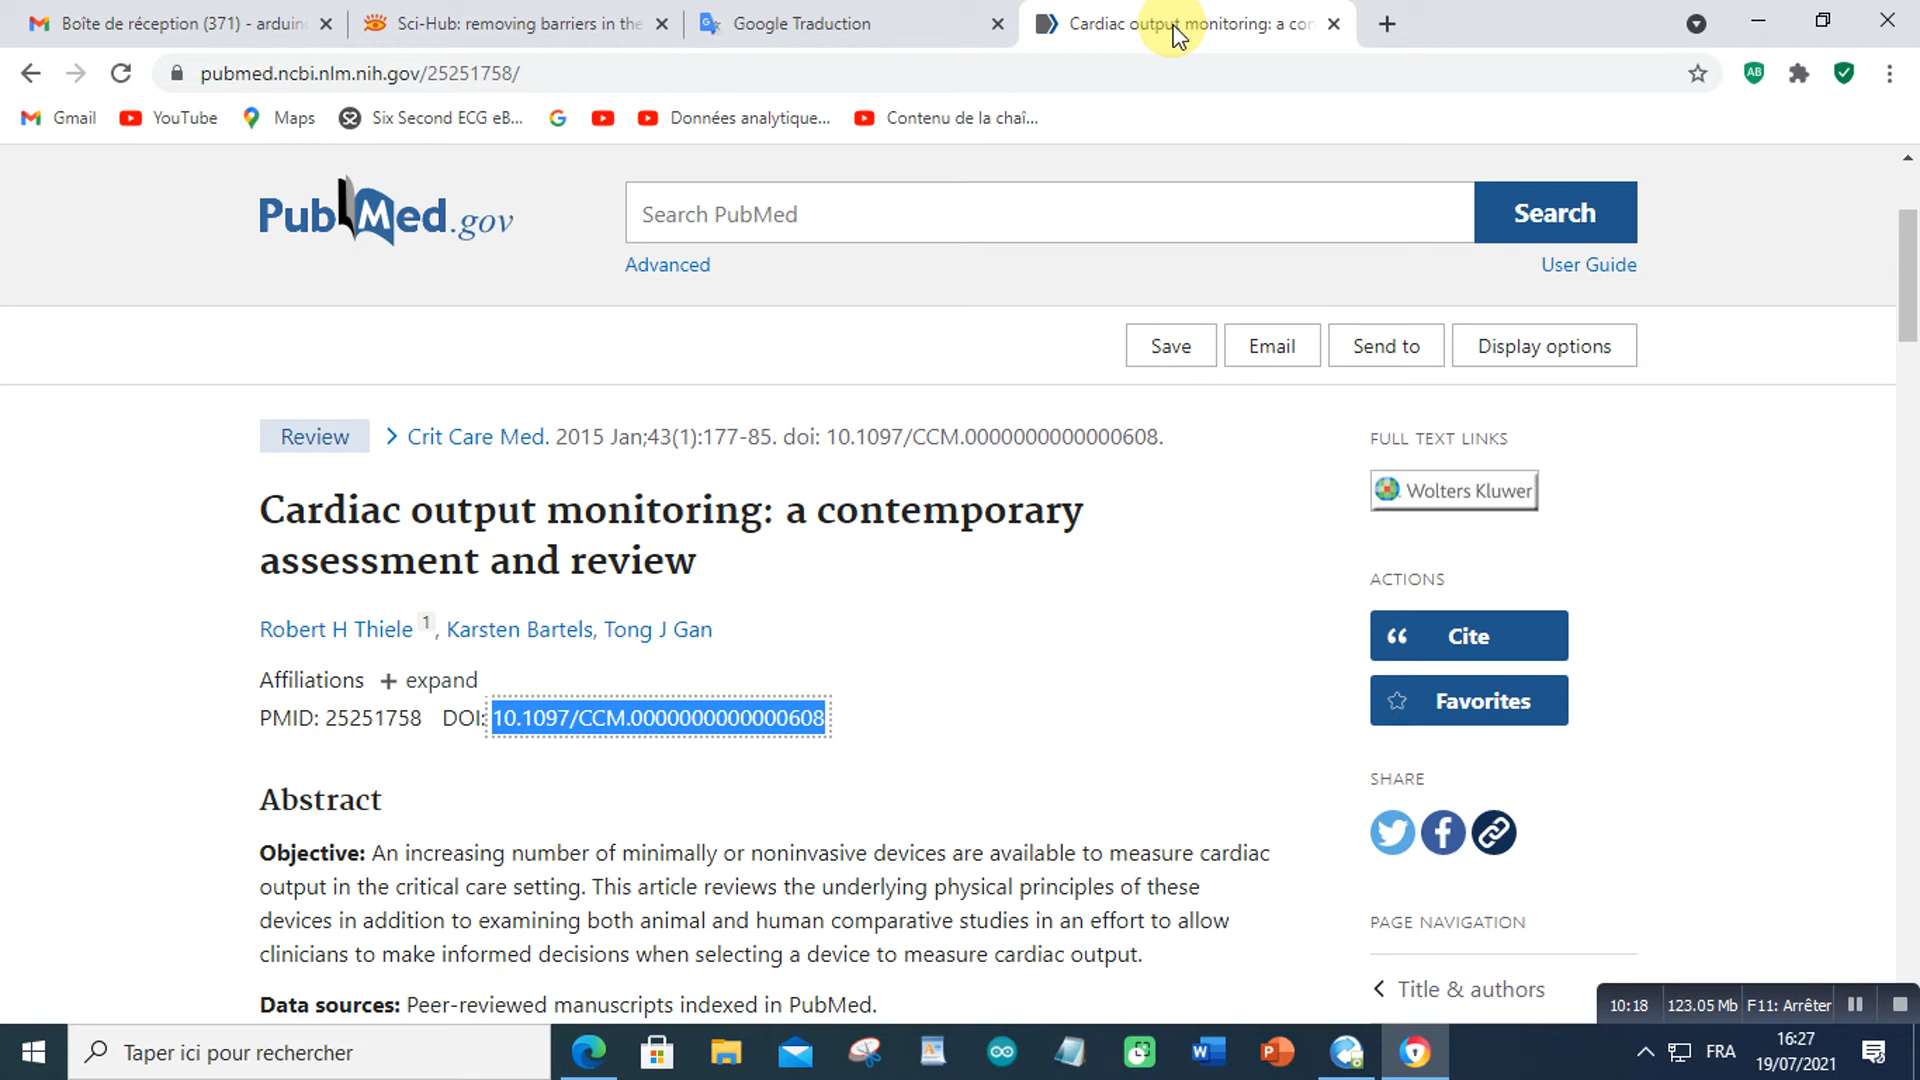 Boîte de réception (371) - arduin
Sci-Hub: removing barriers in the
Google Traduction
Cardiac output monitoring: a con
pubmed.ncbi.nlm.nih.gov/25251758/
Gmail
YouTube
Maps
Six Second ECG eB...
Données analytique...
Contenu de la chaî...
PubMed.gov
Search PubMed
Search
Advanced
User Guide
Save
Email
Send to
Display options
Review
Crit Care Med. 2015 Jan;43(1):177-85. doi: 10.1097/CCM.0000000000000608.
Cardiac output monitoring: a contemporary
assessment and review
Robert H Thiele 1, Karsten Bartels, Tong J Gan
Affiliations + expand
PMID: 25251758 DOI: 10.1097/CCM.0000000000000608
Abstract
Objective: An increasing number of minimally or noninvasive devices are available to measure cardiac
output in the critical care setting. This article reviews the underlying physical principles of these
devices in addition to examining both animal and human comparative studies in an effort to allow
clinicians to make informed decisions when selecting a device to measure cardiac output.
Data sources: Peer-reviewed manuscripts indexed in PubMed.
FULL TEXT LINKS
Wolters Kluwer
ACTIONS
Cite
Favorites
SHARE
PAGE NAVIGATION
Title & authors
10:18
123.05 Mb
F11: Arrêter
Taper ici pour rechercher
FRA
16:27
19/07/2021